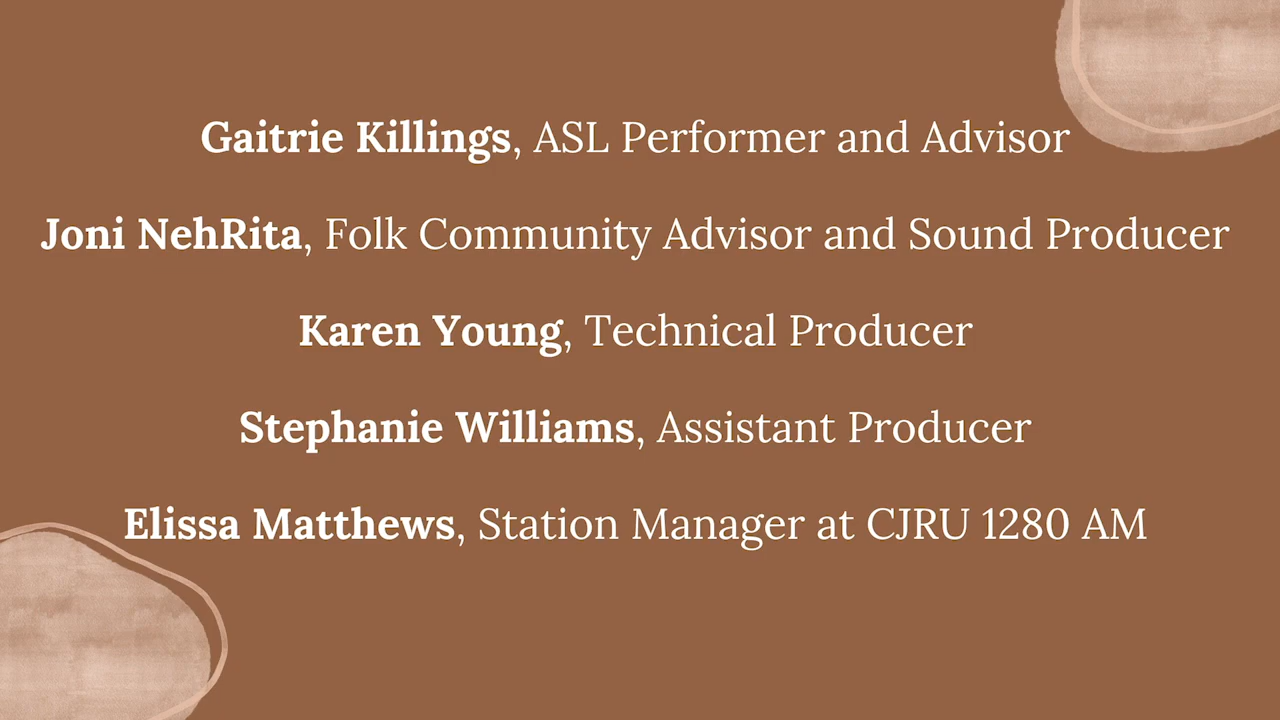 Gaitrie Killings, ASL Performer and Advisor
Joni NehRita, Folk Community Advisor and Sound Producer
Karen Young, Technical Producer
Stephanie Williams, Assistant Producer
Elissa Matthews, Station Manager at CJRU 1280 AM